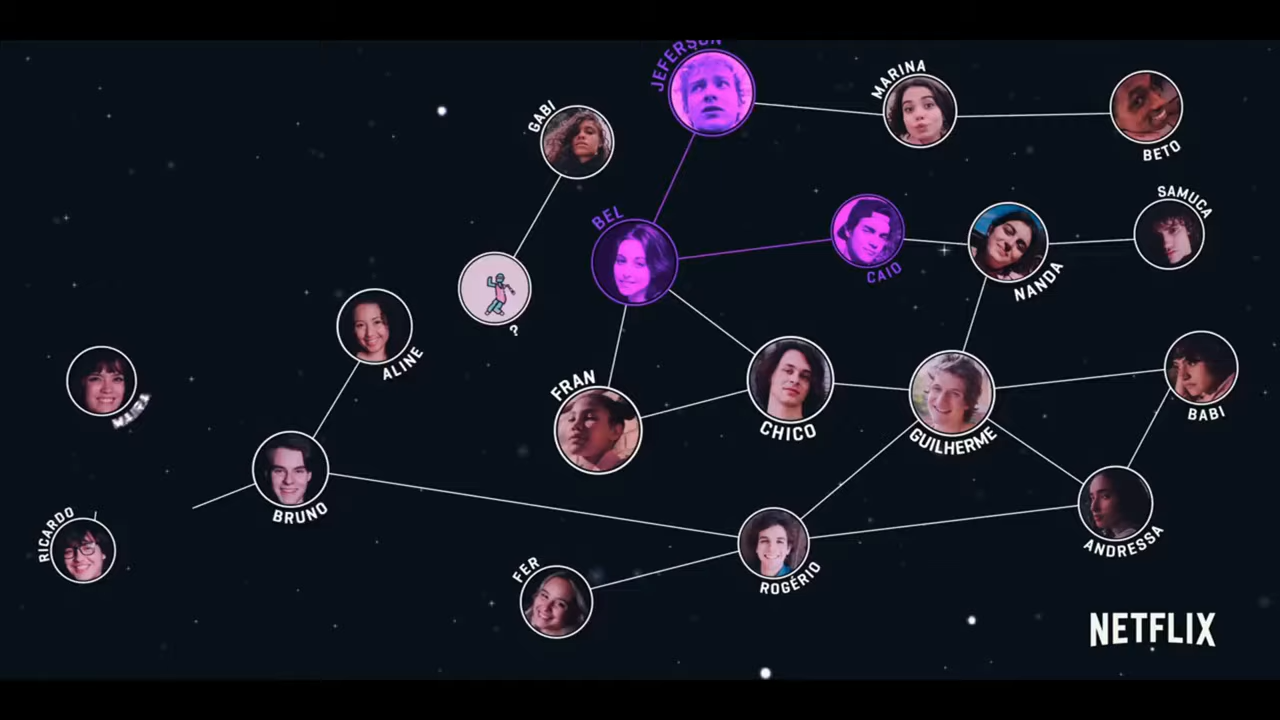 JEFERSON
MARINA
GABI
BETO
SAMUCA
BEL
CAIO
NANDA
?
ALINE
FRAN
BABI
CHICO
GUILHERME
BRUNO
RICARDO
ANDRESSA
FER
ROGÉRIO
NETFLIX